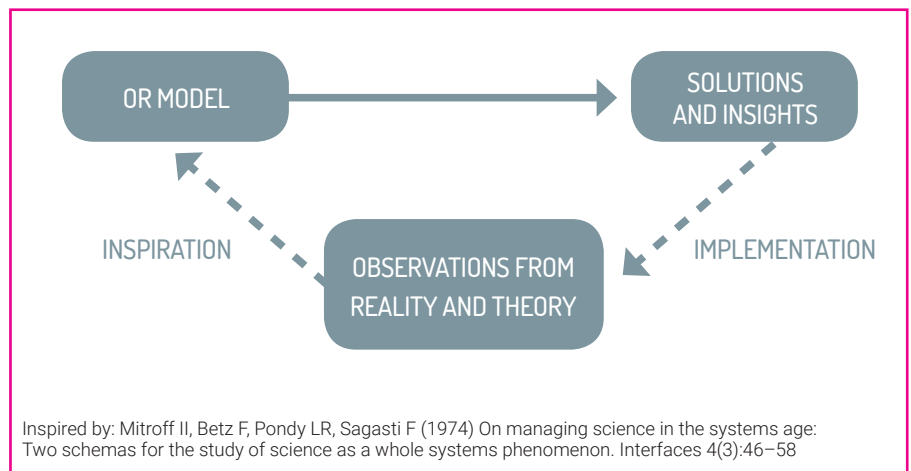 OR MODEL
SOLUTIONS
AND INSIGHTS
INSPIRATION
IMPLEMENTATION
OBSERVATIONS FROM
REALITY AND THEORY
Inspired by: Mitroff II, Betz F, Pondy LR, Sagasti F (1974) On managing science in the systems age:
Two schemas for the study of science as a whole systems phenomenon. Interfaces 4(3):46–58